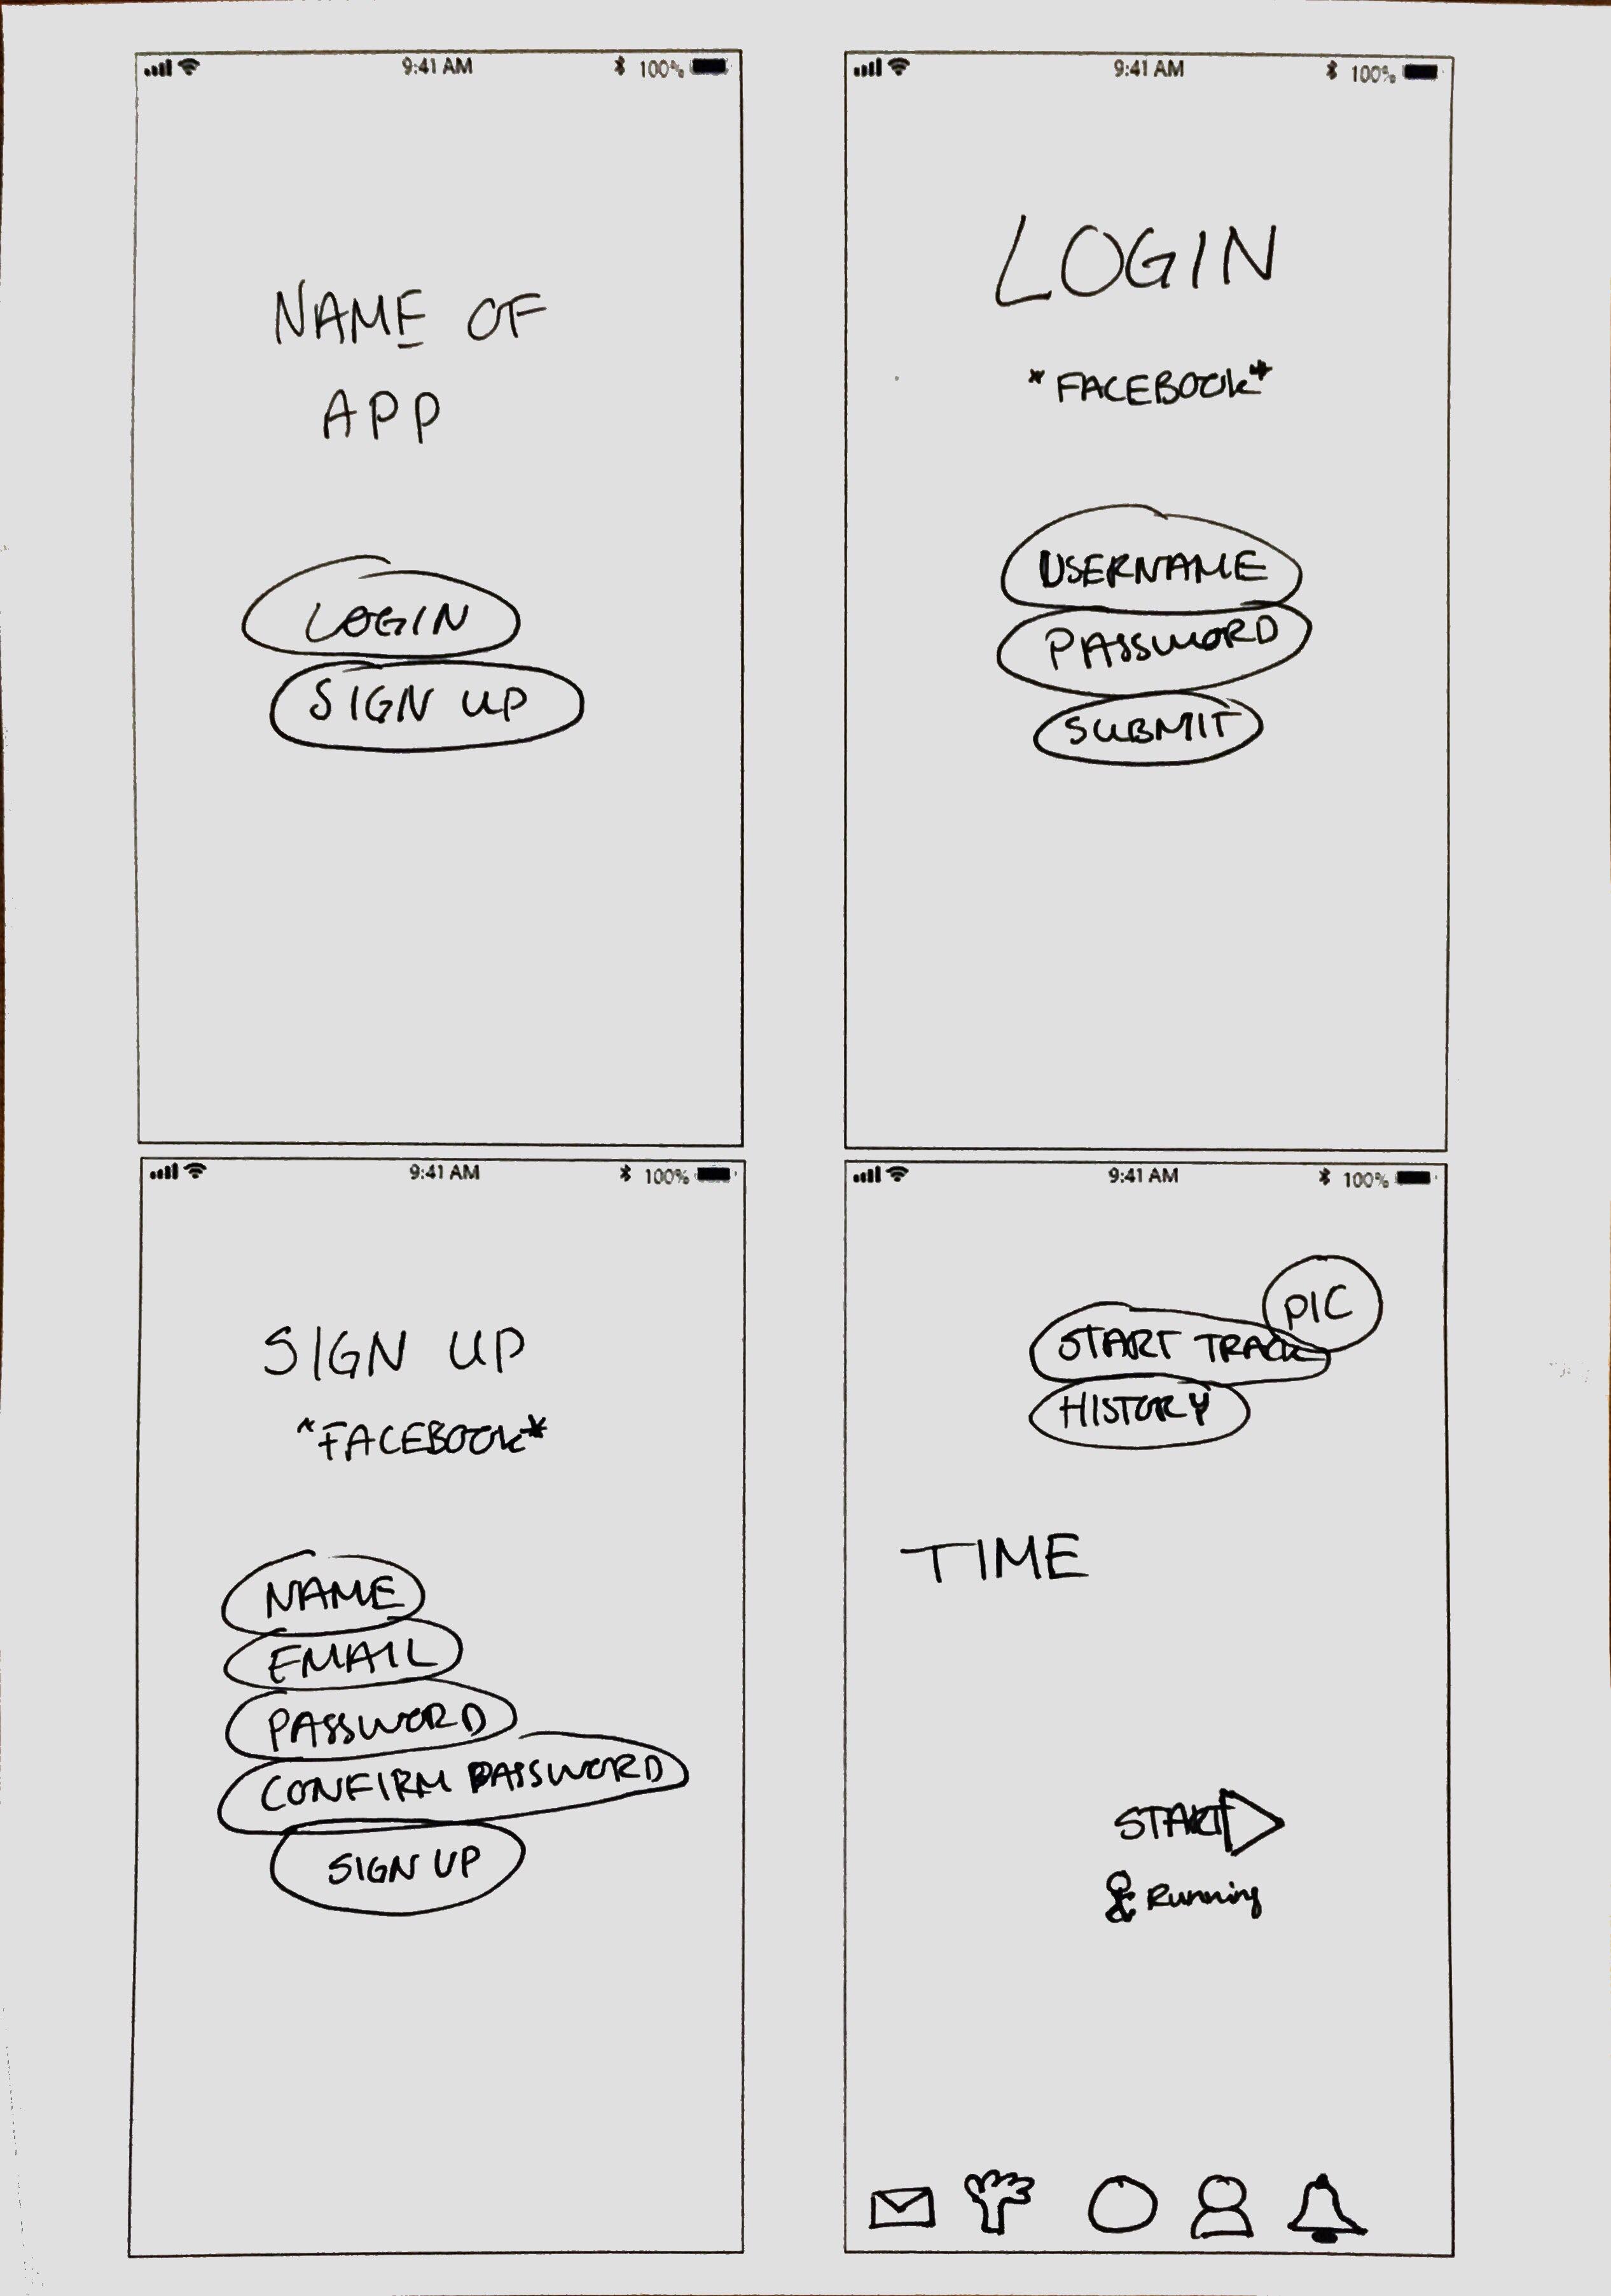 9:41 AM 100%
NAME OF
APP
LOGIN
SIGN UP
9:41 AM 100%
LOGIN
*FACEBOOK*
USERNAME
PASSWORD
SUBMIT
9:41 AM 100%
SIGN UP
*FACEBOOK*
NAME
EMAIL
PASSWORD
CONFIRM PASSWORD
SIGN UP
9:41 AM 100%
PIC
START TRACK
HISTORY
TIME
START
Running